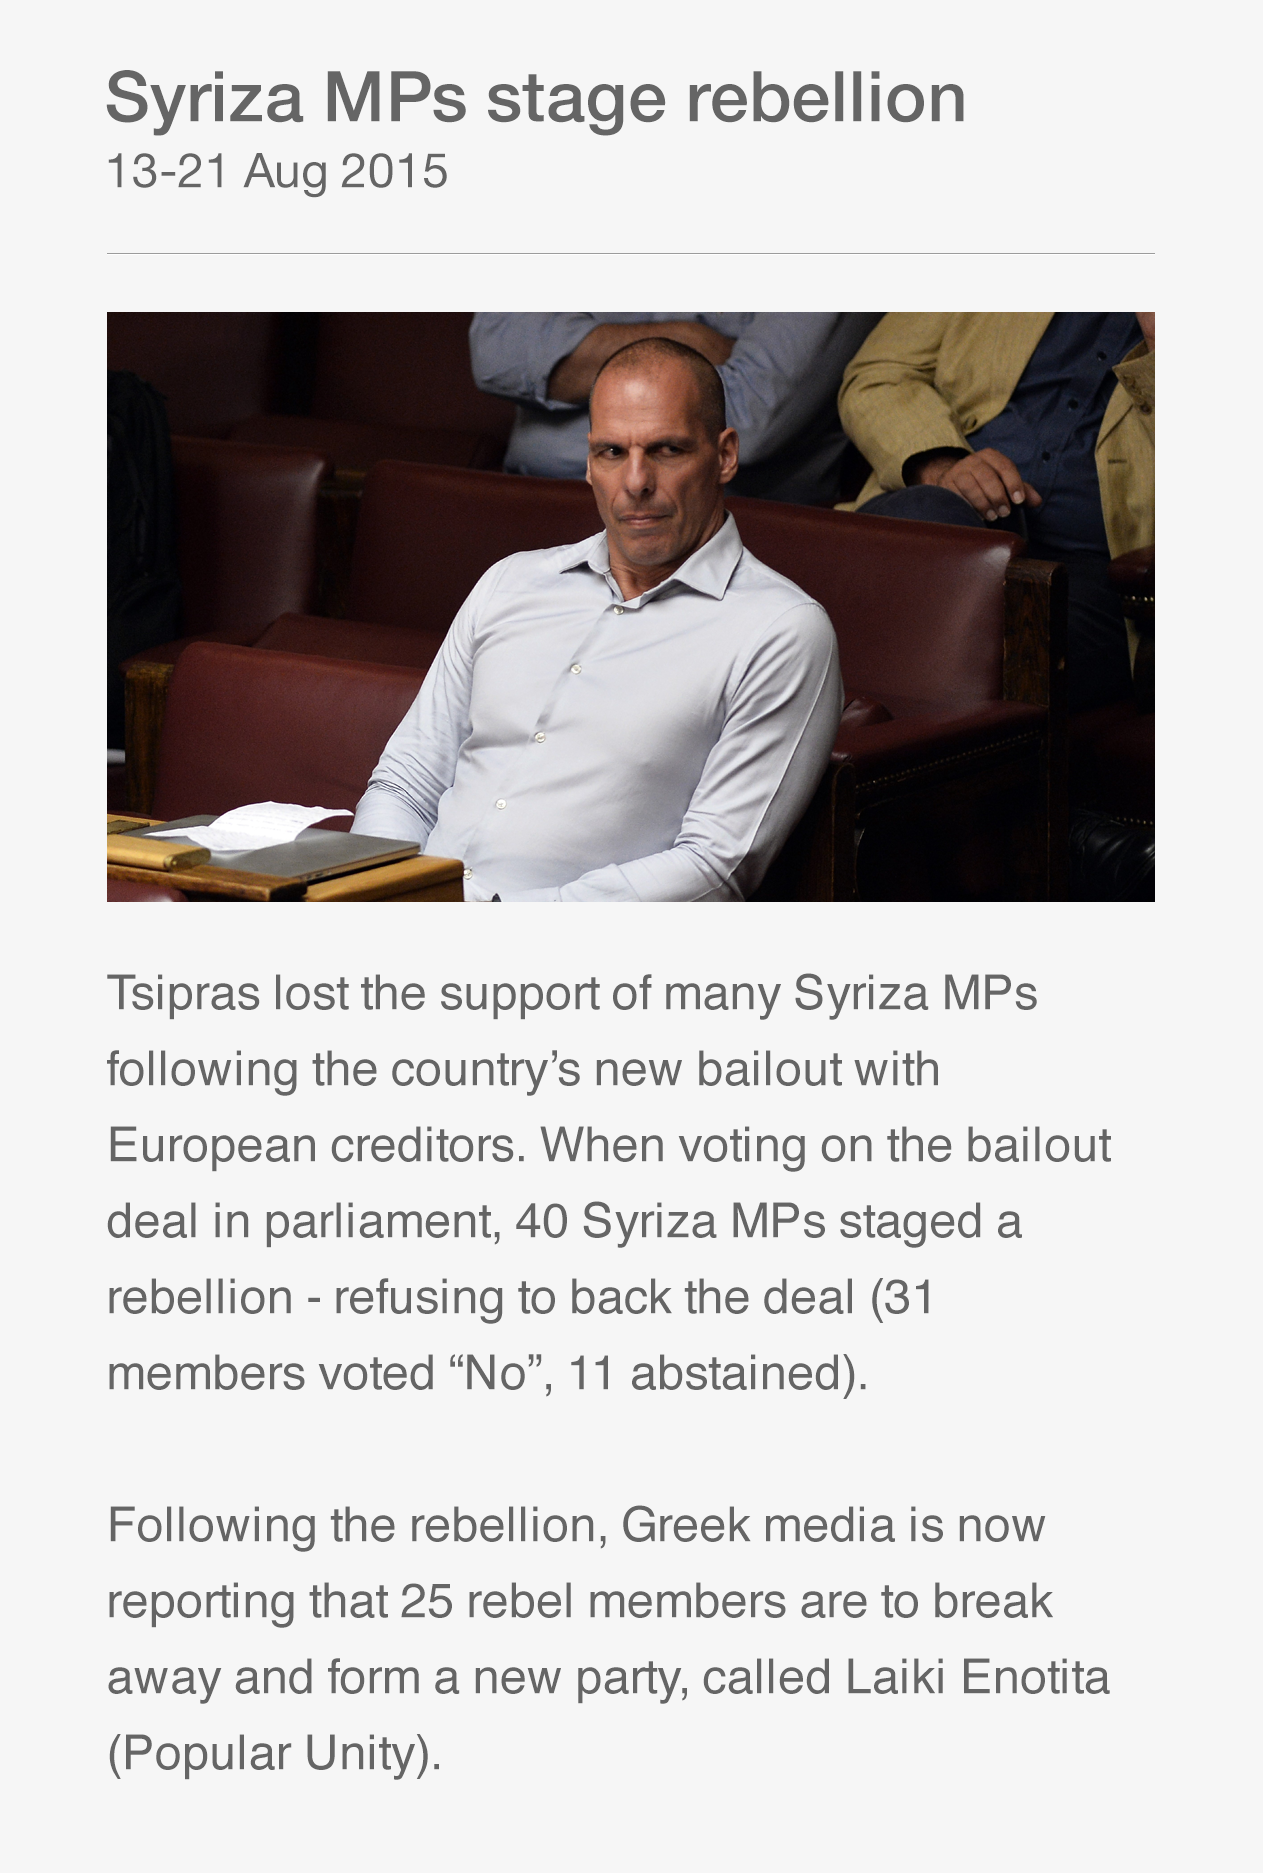 Syriza MPs stage rebellion
13-21 Aug 2015
Tsipras lost the support of many Syriza MPs
following the country’s new bailout with
European creditors. When voting on the bailout
deal in parliament, 40 Syriza MPs staged a
rebellion - refusing to back the deal (31
members voted “No”, 11 abstained).
Following the rebellion, Greek media is now
reporting that 25 rebel members are to break
away and form a new party, called Laiki Enotita
(Popular Unity).